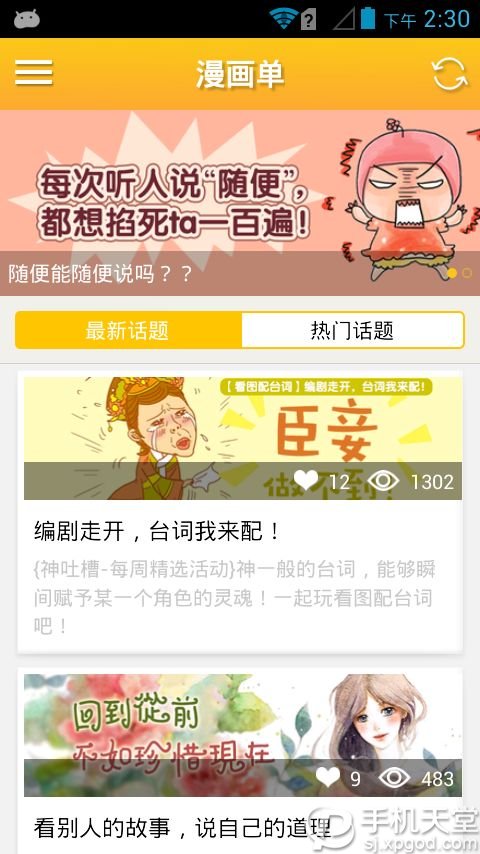 下午 2:30
漫画单
每次听人说“随便”，
都想掐死ta一百遍！
随便能随便说吗？？
最新话题
热门话题
【看图配台词】编剧走开，台词我来配！
臣妾
做不到！
12 1302
编剧走开，台词我来配！
{神吐槽-每周精选活动}神一般的台词，能够瞬
间赋予某一个角色的灵魂！一起玩看图配台词
吧！
回到從前
不如珍惜現在
9 483
看别人的故事，说自己的道理
手机天堂
sj.xpgod.com